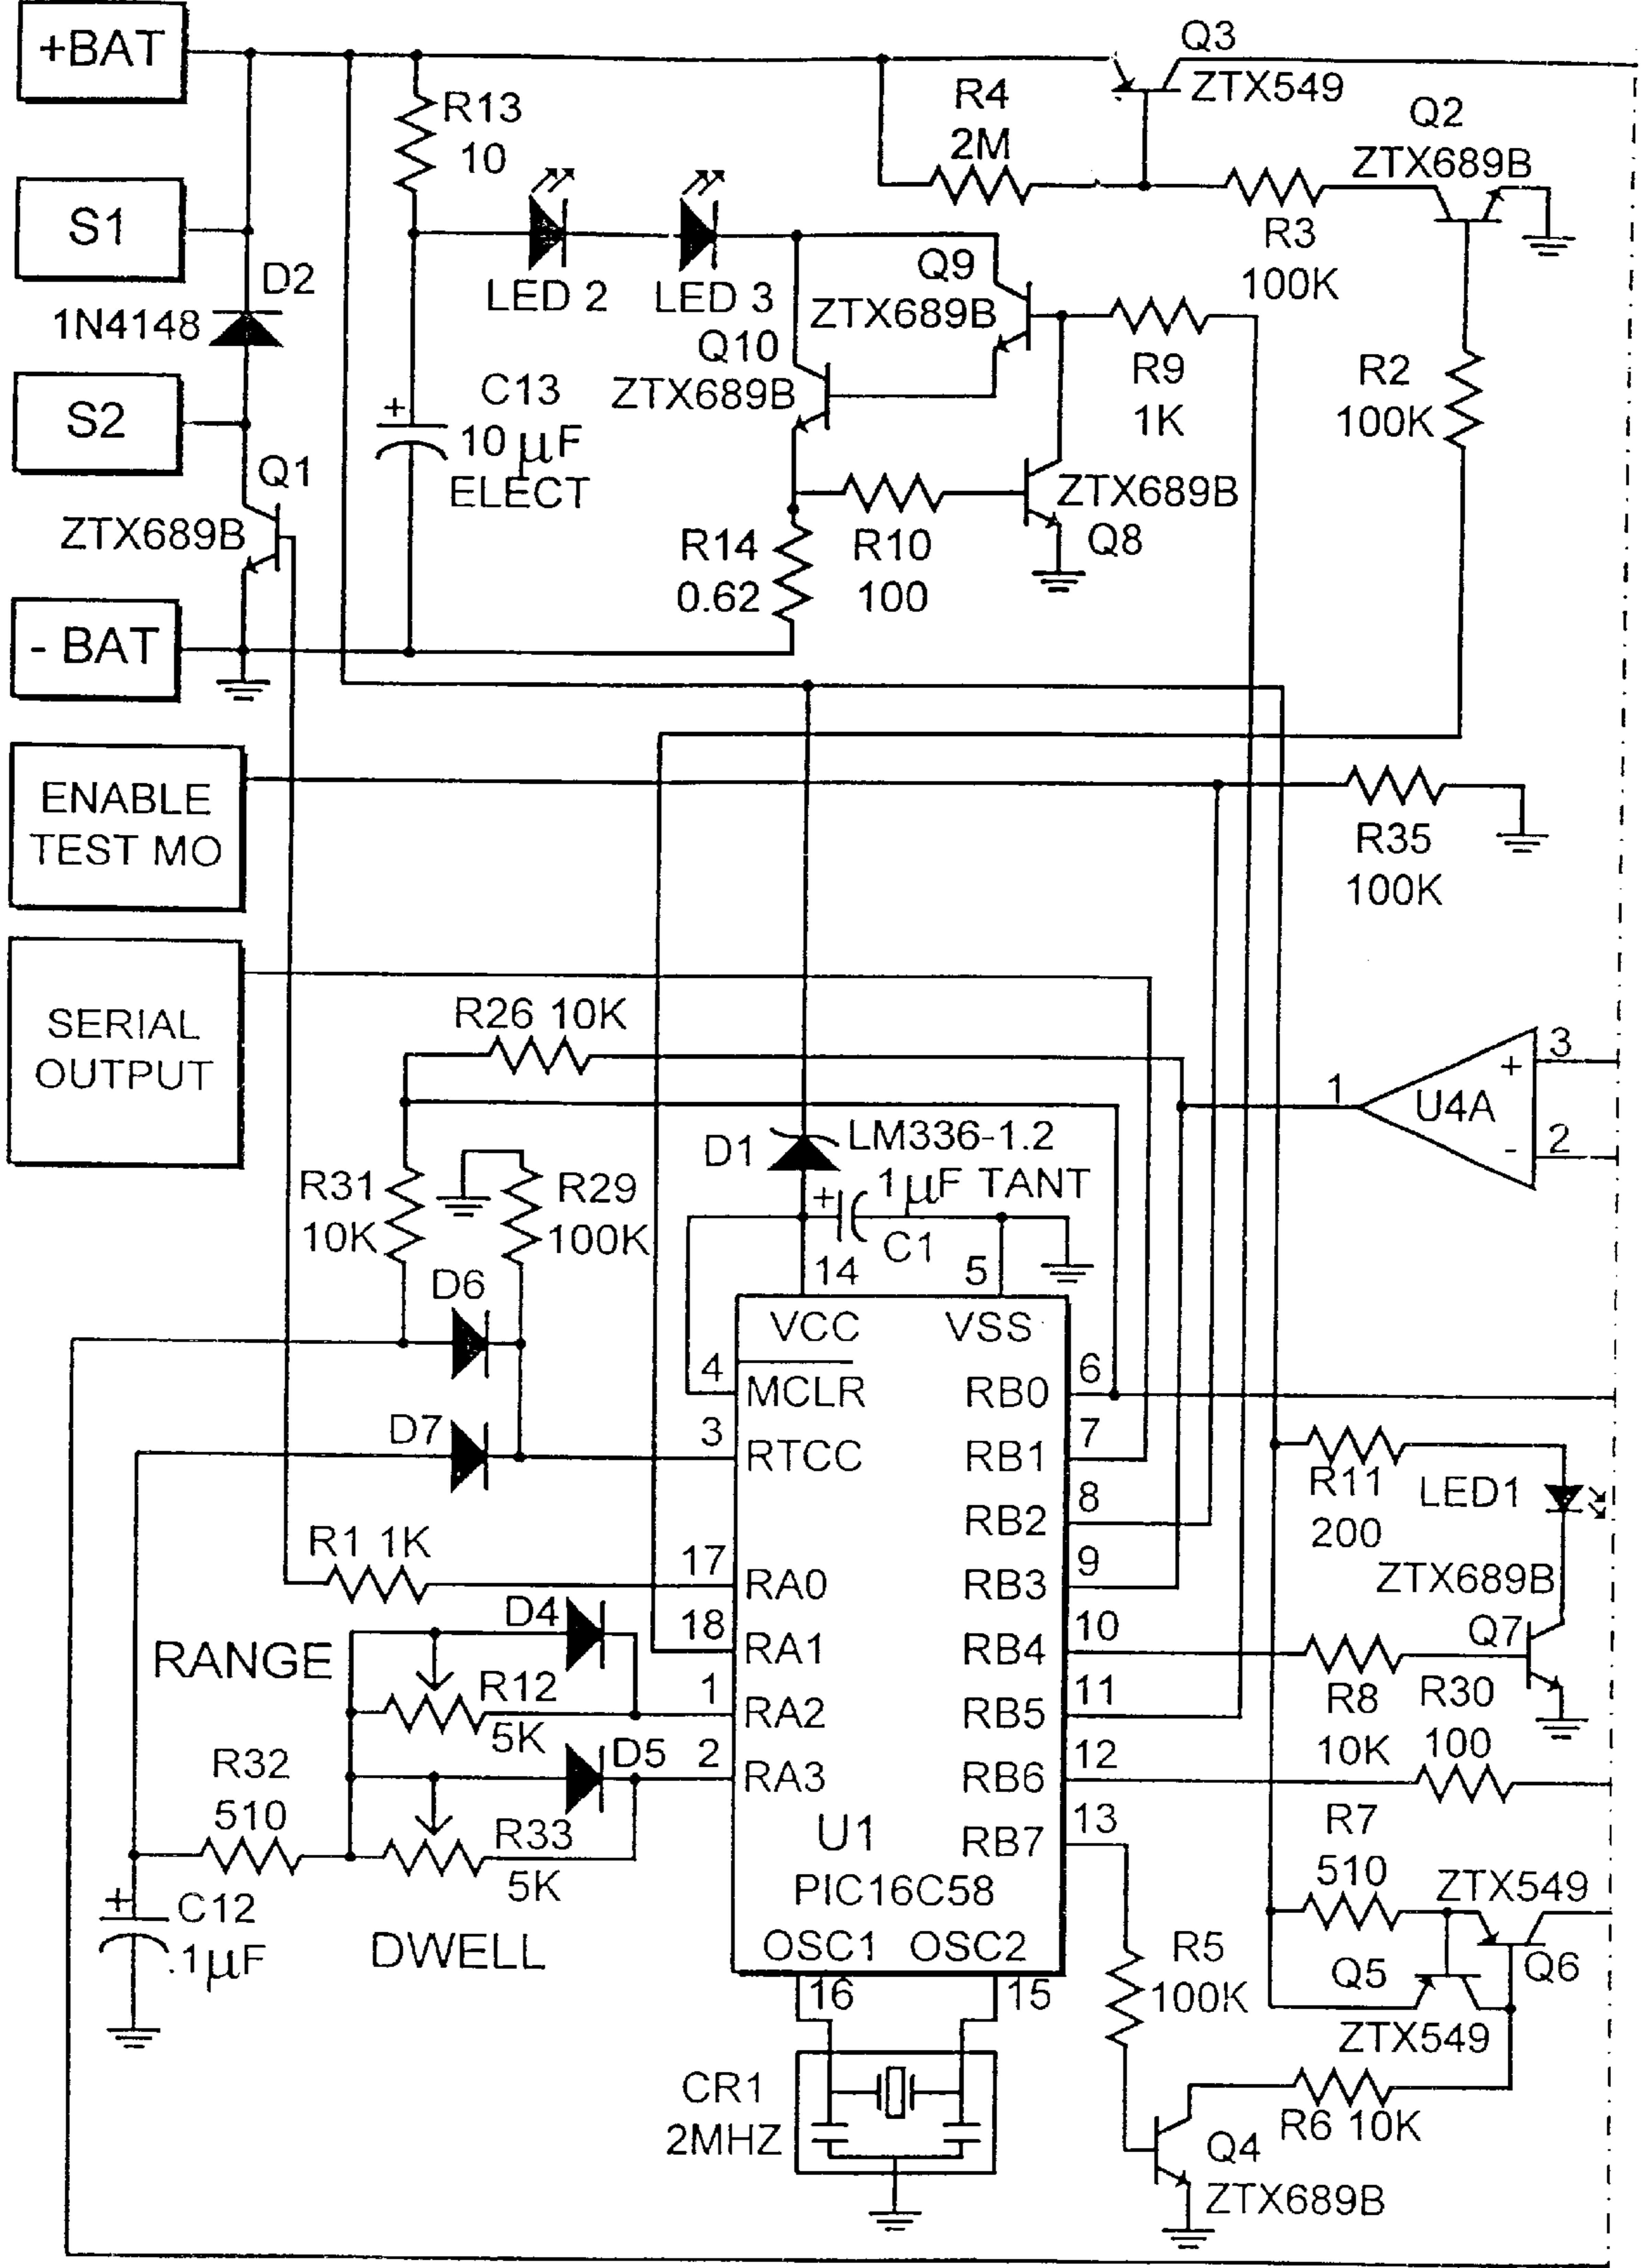 +BAT
S1
D2
1N4148
S2
Q1
ZTX689B
- BAT
R13
10
LED 2
LED 3
C13
10 µF
ELECT
Q10
ZTX689B
Q9
ZTX689B
R14
0.62
R10
100
ZTX689B
Q8
R9
1K
R4
2M
Q3
ZTX549
Q2
ZTX689B
R3
100K
R2
100K
ENABLE
TEST MO
R35
100K
SERIAL
OUTPUT
R26 10K
1
U4A
+
3
-
2
D1
LM336-1.2
+
1µF TANT
C1
R31
10K
R29
100K
D6
D7
14
5
VCC
VSS
4
MCLR
3
RTCC
R1 1K
17
RA0
18
RA1
1
RA2
2
RA3
RB0
6
RB1
7
RB2
8
RB3
9
RB4
10
RB5
11
RB6
12
RB7
13
U1
PIC16C58
OSC1
OSC2
16
15
RANGE
D4
R12
5K
D5
R33
5K
R32
510
+
C12
.1µF
DWELL
CR1
2MHZ
R11
200
LED1
ZTX689B
Q7
R8
10K
R30
100
R7
510
ZTX549
Q6
Q5
ZTX549
R5
100K
R6 10K
Q4
ZTX689B